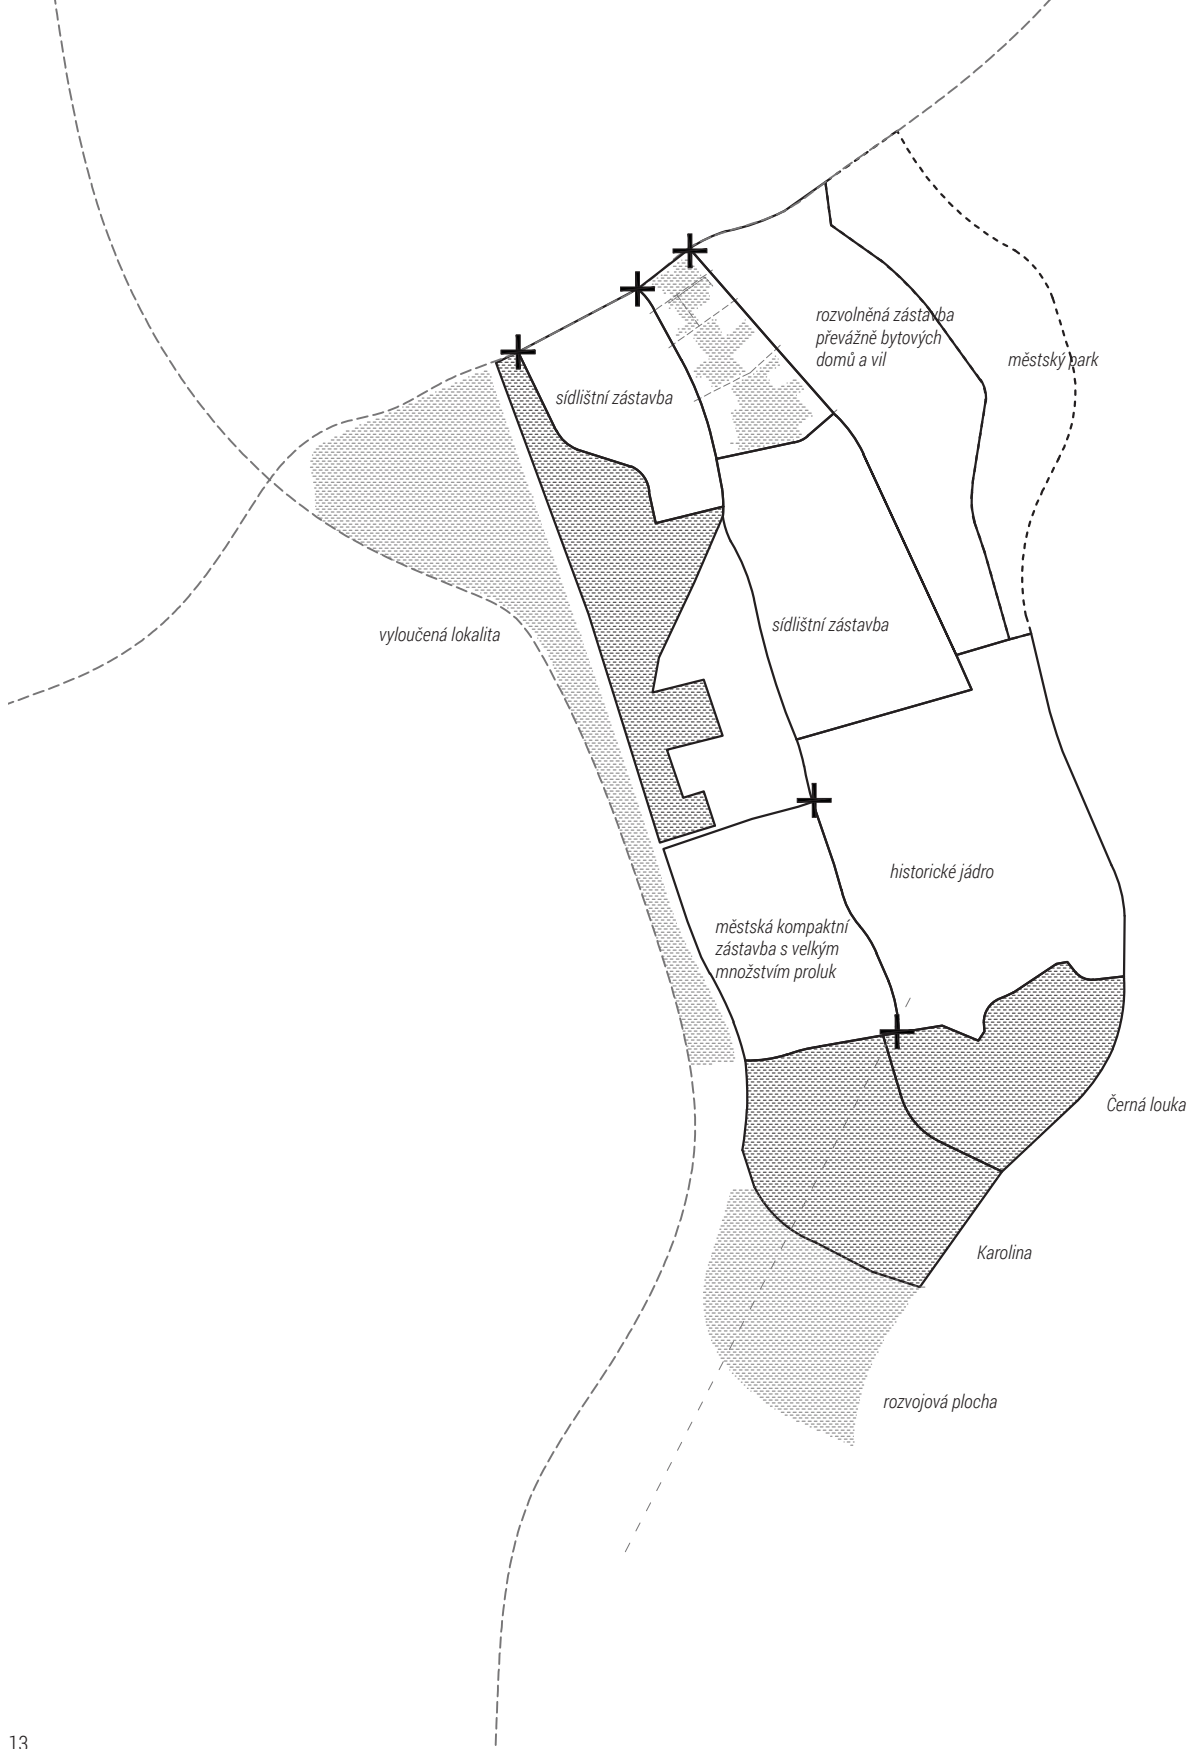 rozvolněná zástavba
převážně bytových
domů a vil
městský park
sídlištní zástavba
sídlištní zástavba
vyloučená lokalita
historické jádro
městská kompaktní
zástavba s velkým
množstvím proluk
Černá louka
Karolina
rozvojová plocha
13